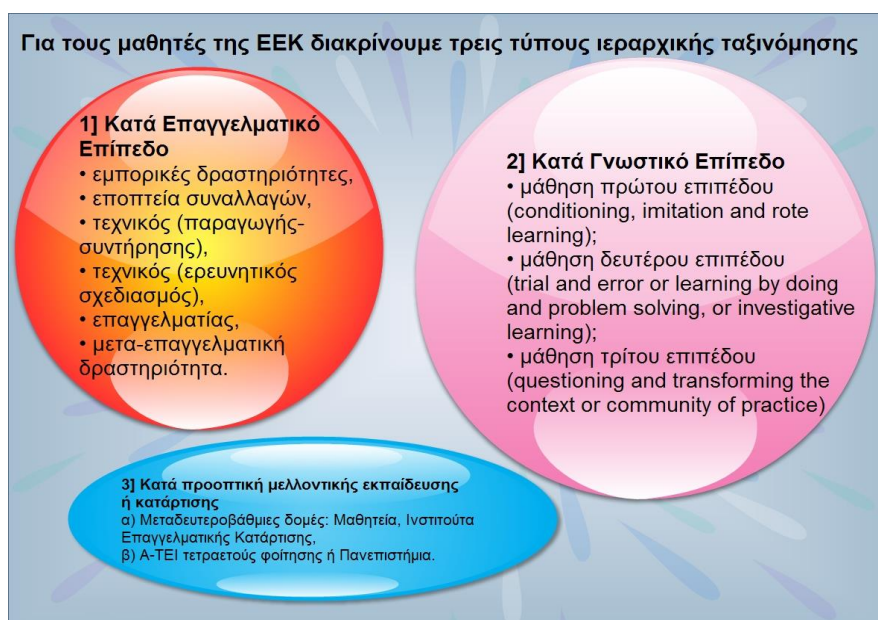 Για τους μαθητές της ΕΕΚ διακρίνουμε τρεις τύπους ιεραρχικής ταξινόμησης
1] Κατά Επαγγελματικό
Επίπεδο
• εμπορικές δραστηριότητες,
• εποπτεία συναλλαγών,
• τεχνικός (παραγωγής-
συντήρησης),
• τεχνικός (ερευνητικός
σχεδιασμός),
• επαγγελματίας,
• μετα-επαγγελματική
δραστηριότητα.
2] Κατά Γνωστικό Επίπεδο
• μάθηση πρώτου επιπέδου
(conditioning, imitation and rote
learning);
• μάθηση δευτέρου επιπέδου
(trial and error or learning by doing
and problem solving, or investigative
learning);
• μάθηση τρίτου επιπέδου
(questioning and transforming the
context or community of practice)
3] Κατά προοπτική μελλοντικής εκπαίδευσης
ή κατάρτισης
α) Μεταδευτεροβάθμιες δομές: Μαθητεία, Ινστιτούτα
Επαγγελματικής Κατάρτισης,
β) Α-ΤΕΙ τετραετούς φοίτησης ή Πανεπιστήμια.